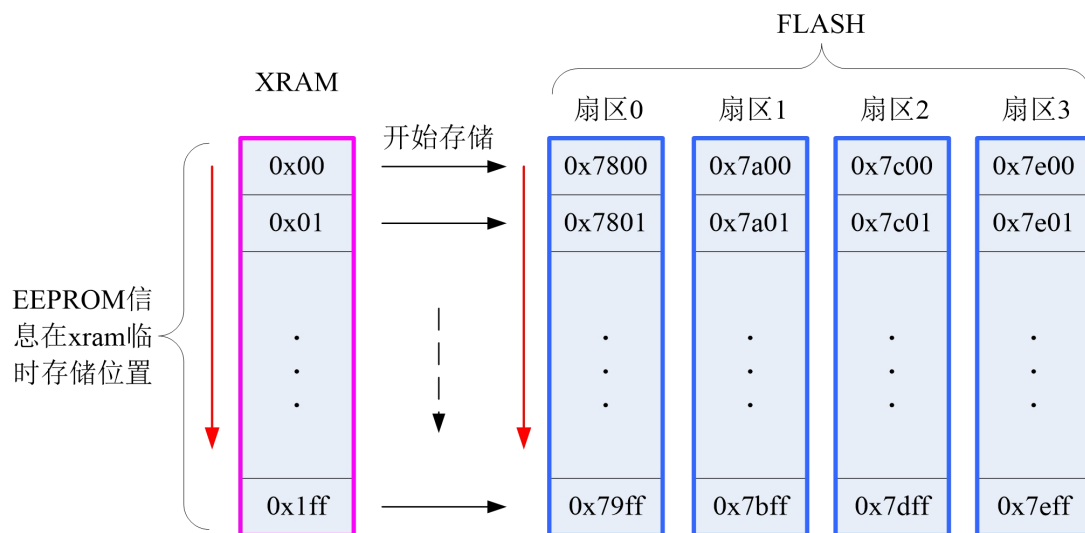 FLASH
XRAM
扇区0 扇区1 扇区2 扇区3
开始存储
0x00 0x7800 0x7a00 0x7c00 0x7e00
0x01 0x7801 0x7a01 0x7c01 0x7e01
EEPROM信
息在xram临
时存储位置
0x1ff 0x79ff 0x7bff 0x7dff 0x7eff